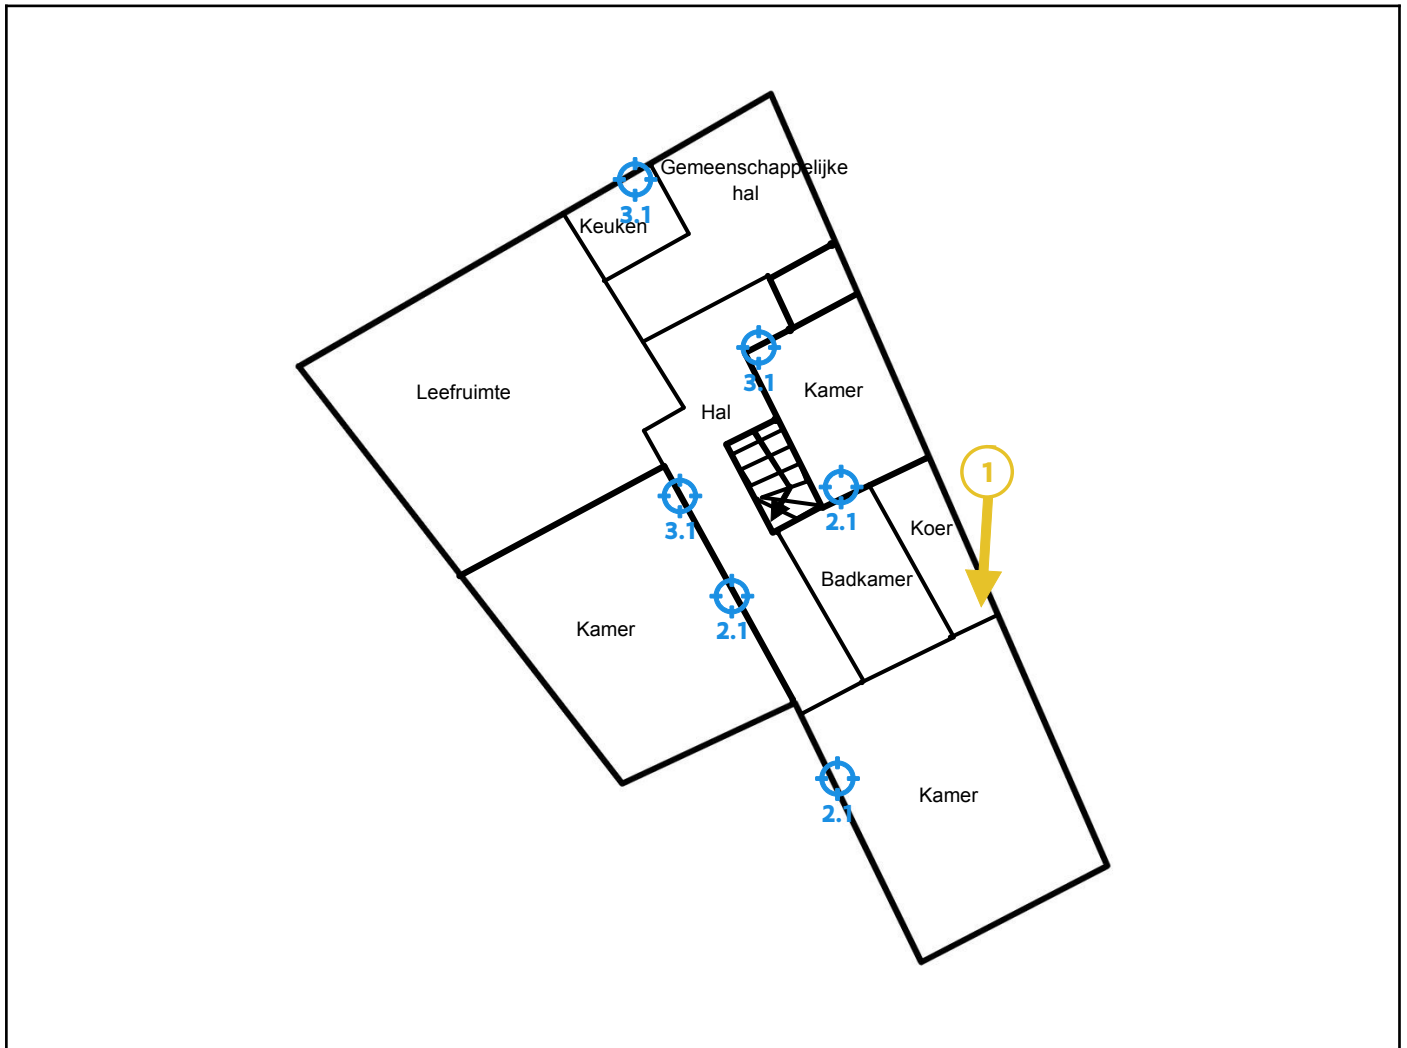 Gemeenschappelijke
hal
3.1
Keuken
3.1
Kamer
Leefruimte
Hal
1
2.1
3.1
Koer
Badkamer
Kamer
2.1
Kamer
2.1